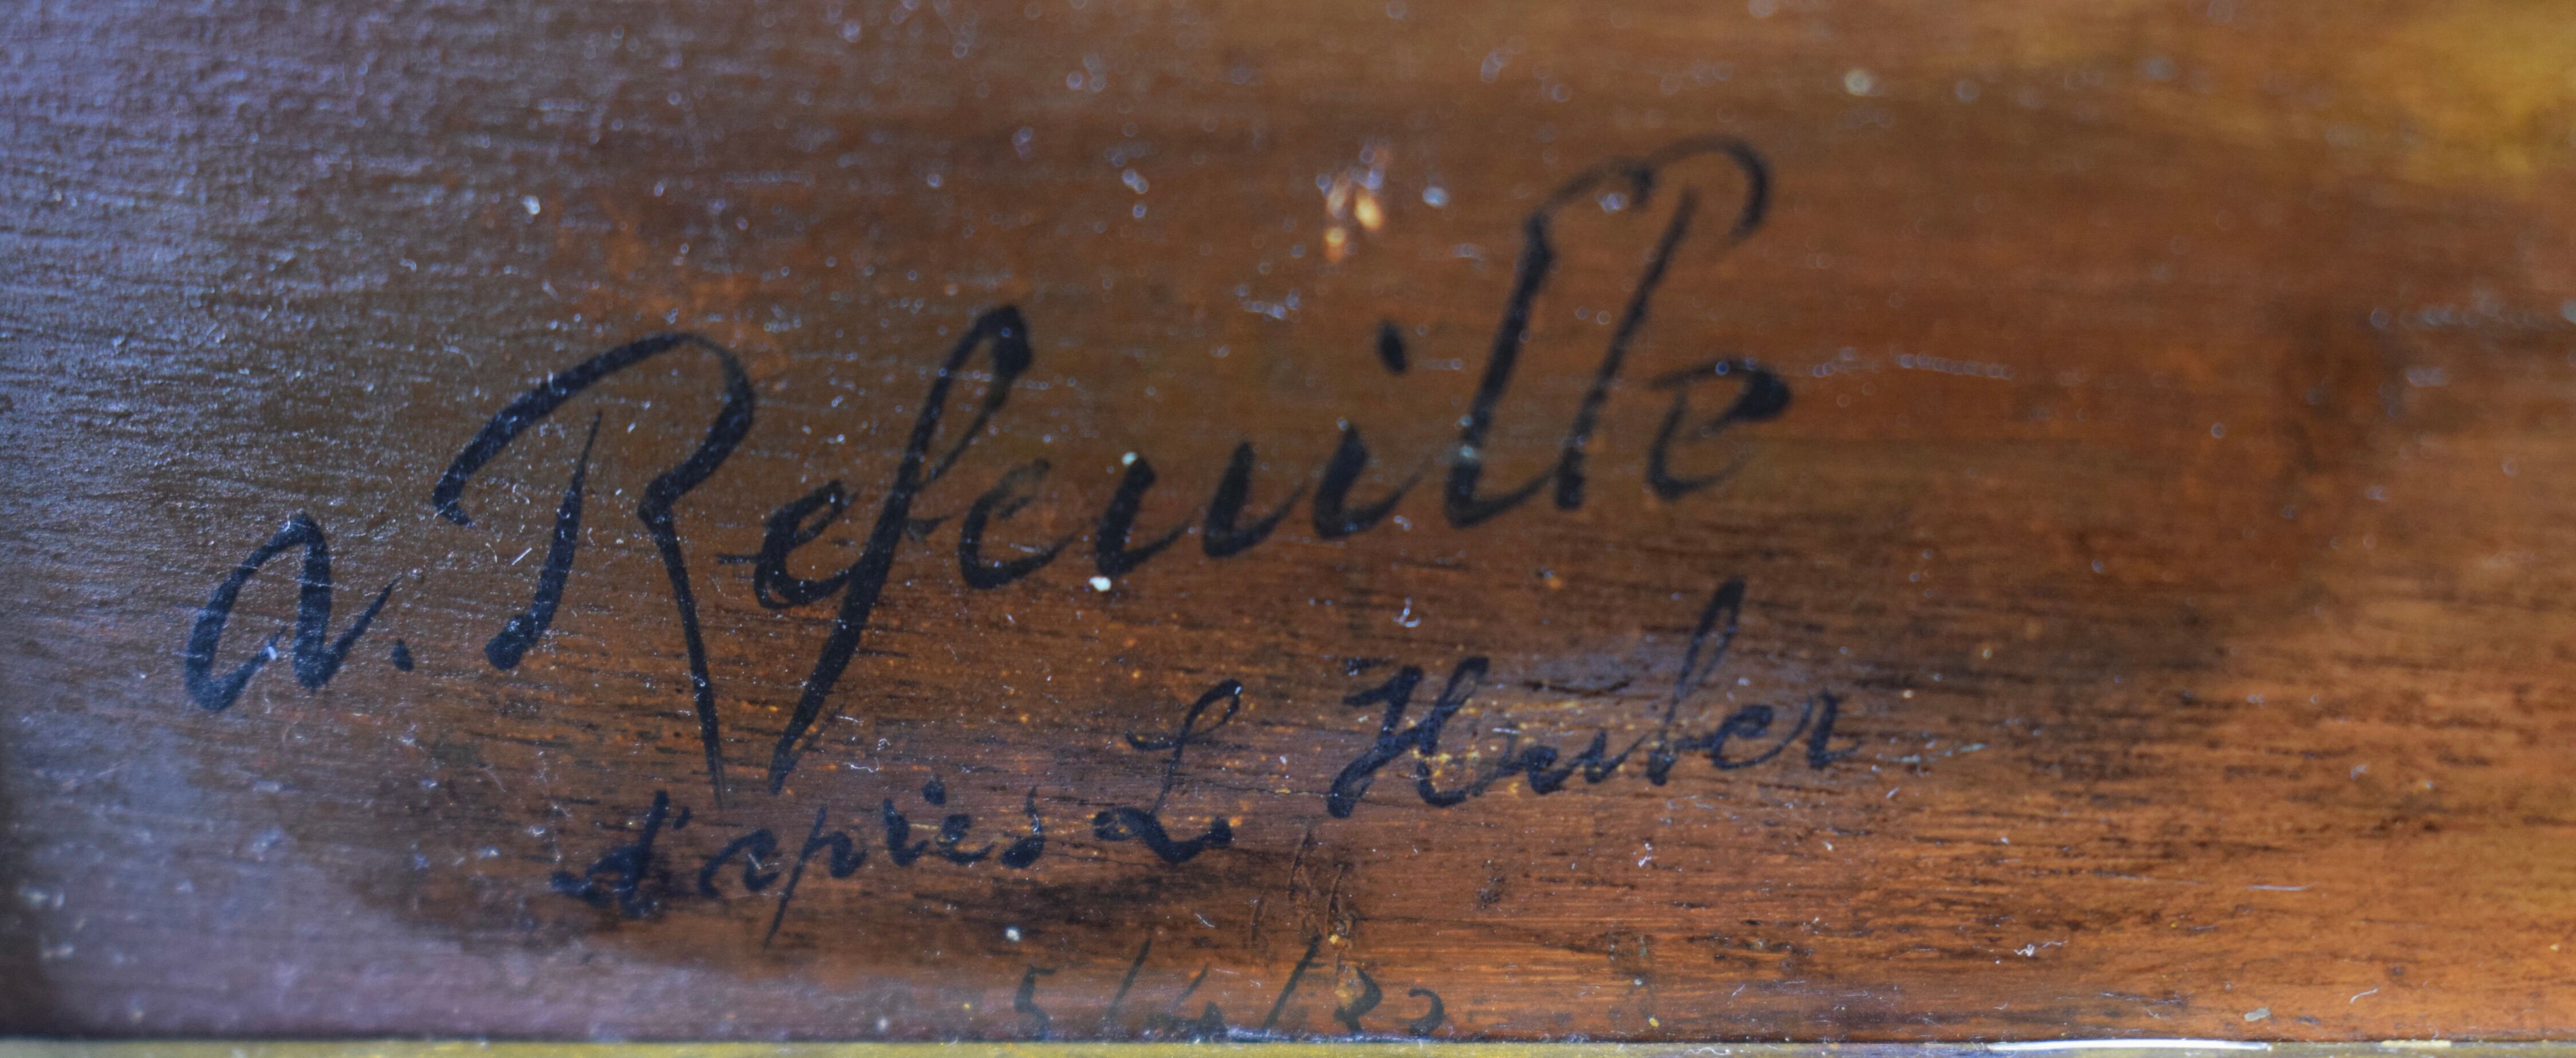 a. Refeuille
d'après L. Huber